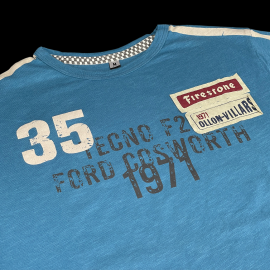 Firestone
1971
OLLON-VILLARS
35
TECNO F2
FORD COSWORTH
1971